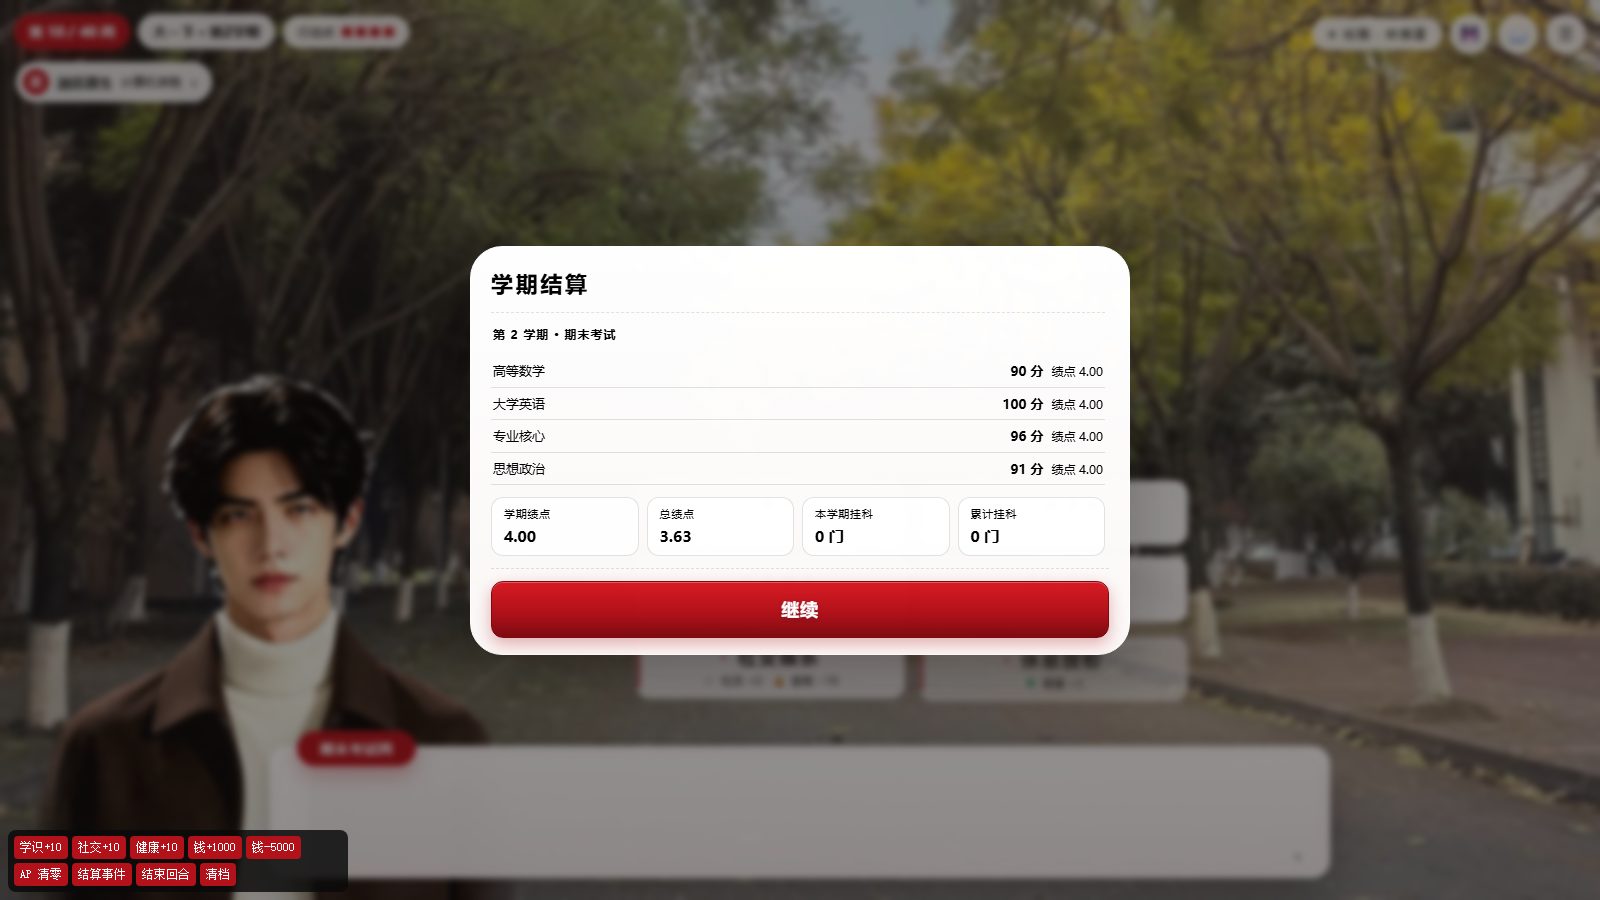 学期结算
第 2 学期 · 期末考试
高等数学 90 分 绩点 4.00
大学英语 100 分 绩点 4.00
专业核心 96 分 绩点 4.00
思想政治 91 分 绩点 4.00
学期绩点 总绩点 本学期挂科 累计挂科
4.00 3.63 0 门 0 门
继续
学识+10 社交+10 健康+10 钱+1000 钱-5000
AP 清零 结算事件 结束回合 清档